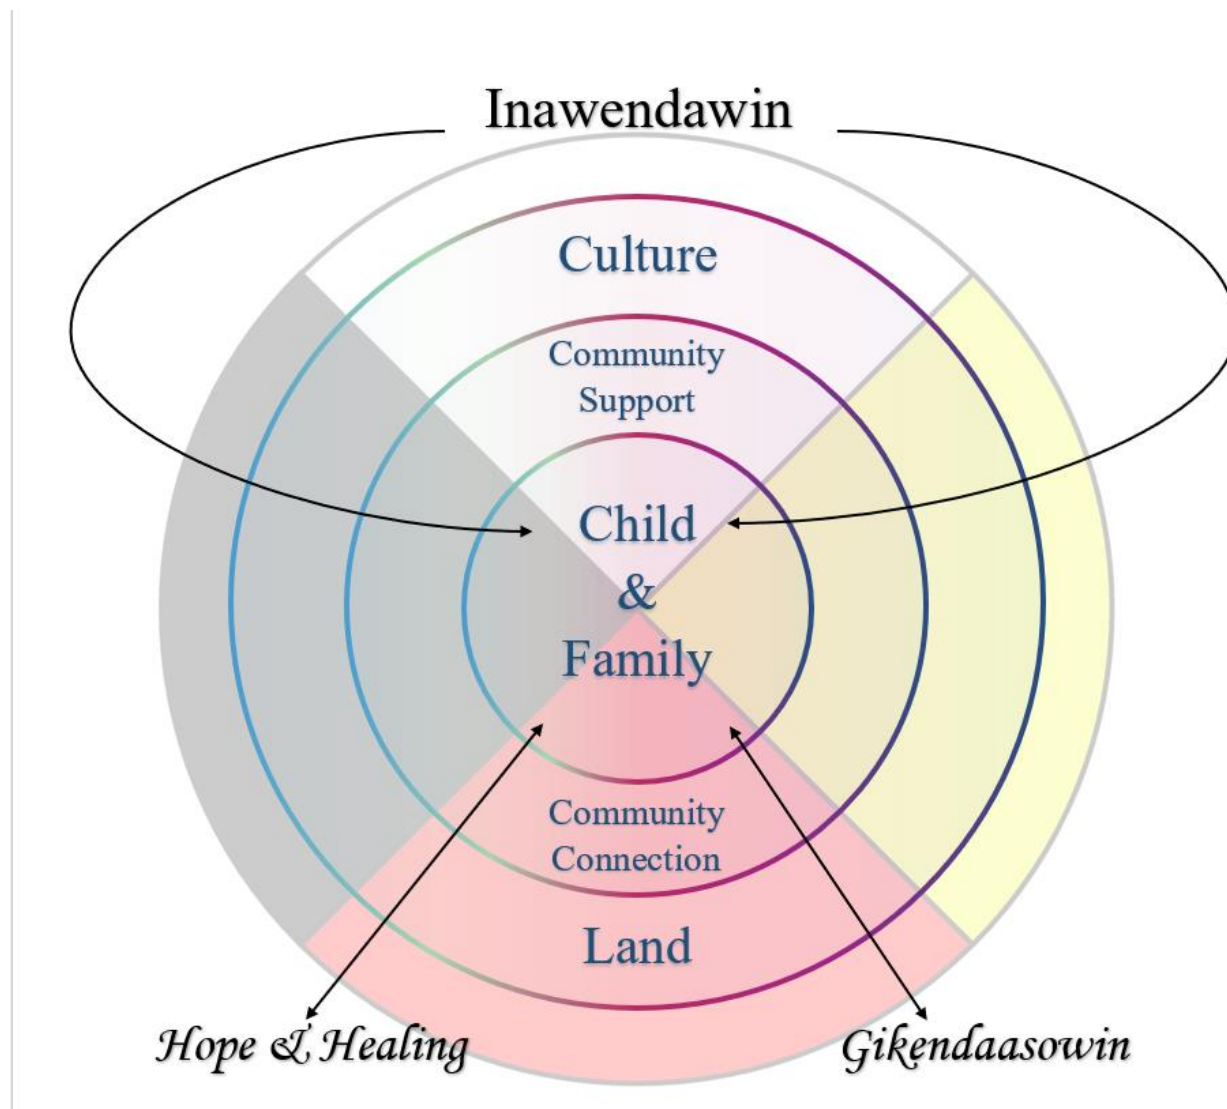 Inawendawin
Culture
Community
Support
Child
&
Family
Community
Connection
Land
Hope & Healing
Gikendaasowin